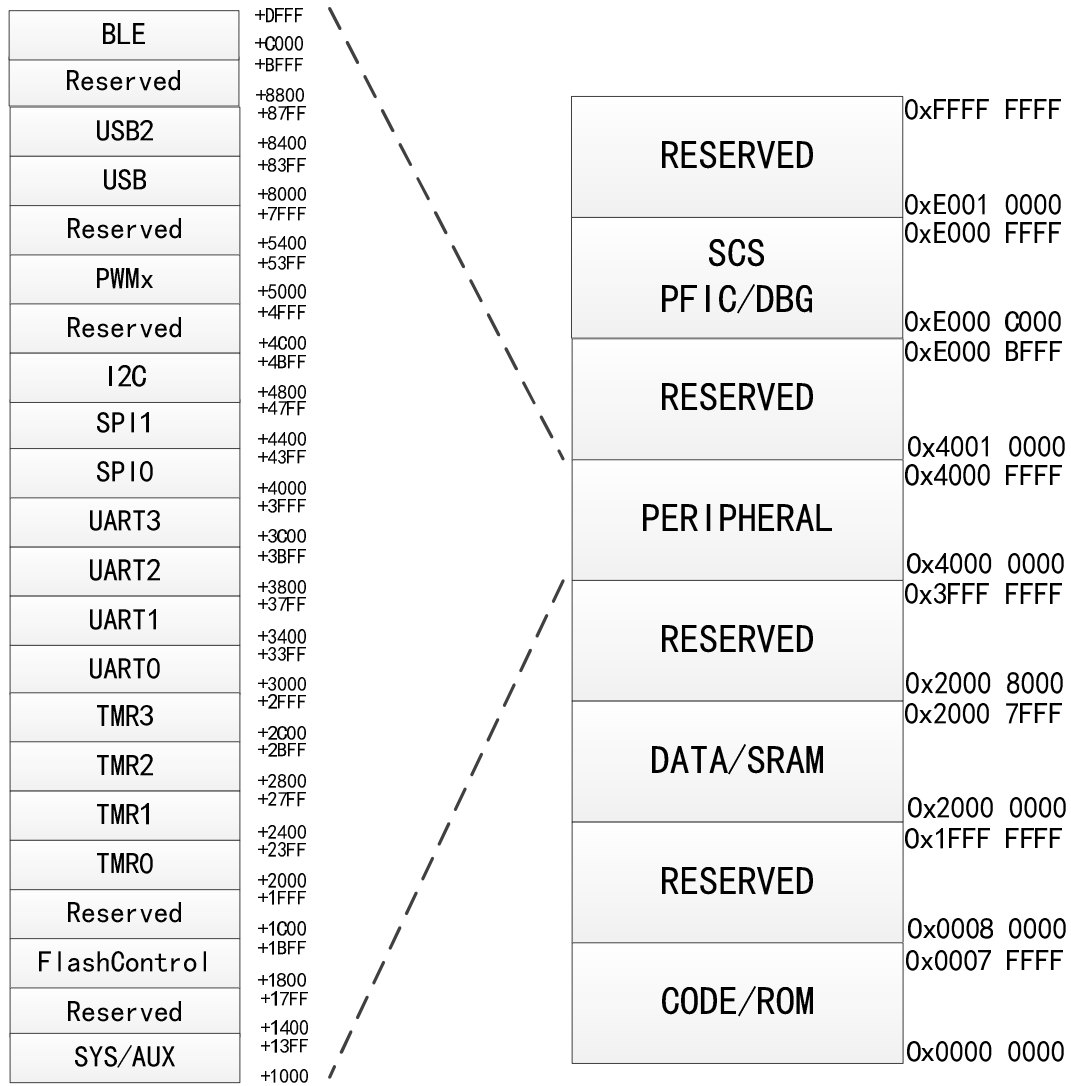 BLE
+DFFF
+C000
Reserved
+BFFF
+8800
USB2
+87FF
+8400
USB
+83FF
+8000
Reserved
+7FFF
+5400
PWMx
+53FF
+5000
Reserved
+4FFF
+4C00
I2C
+4BFF
+4800
SPI1
+47FF
+4400
SPI0
+43FF
+4000
UART3
+3FFF
+3C00
UART2
+3BFF
+3800
UART1
+37FF
+3400
UART0
+33FF
+3000
TMR3
+2FFF
+2C00
TMR2
+2BFF
+2800
TMR1
+27FF
+2400
TMR0
+23FF
+2000
Reserved
+1FFF
+1C00
FlashControl
+1BFF
+1800
Reserved
+17FF
+1400
SYS/AUX
+13FF
+1000
RESERVED
0xFFFF FFFF
0xE001 0000
SCS
PFIC/DBG
0xE000 FFFF
0xE000 C000
RESERVED
0xE000 BFFF
0x4001 0000
PERIPHERAL
0x4000 FFFF
0x4000 0000
RESERVED
0x3FFF FFFF
0x2000 8000
DATA/SRAM
0x2000 7FFF
0x2000 0000
RESERVED
0x1FFF FFFF
0x0008 0000
CODE/ROM
0x0007 FFFF
0x0000 0000